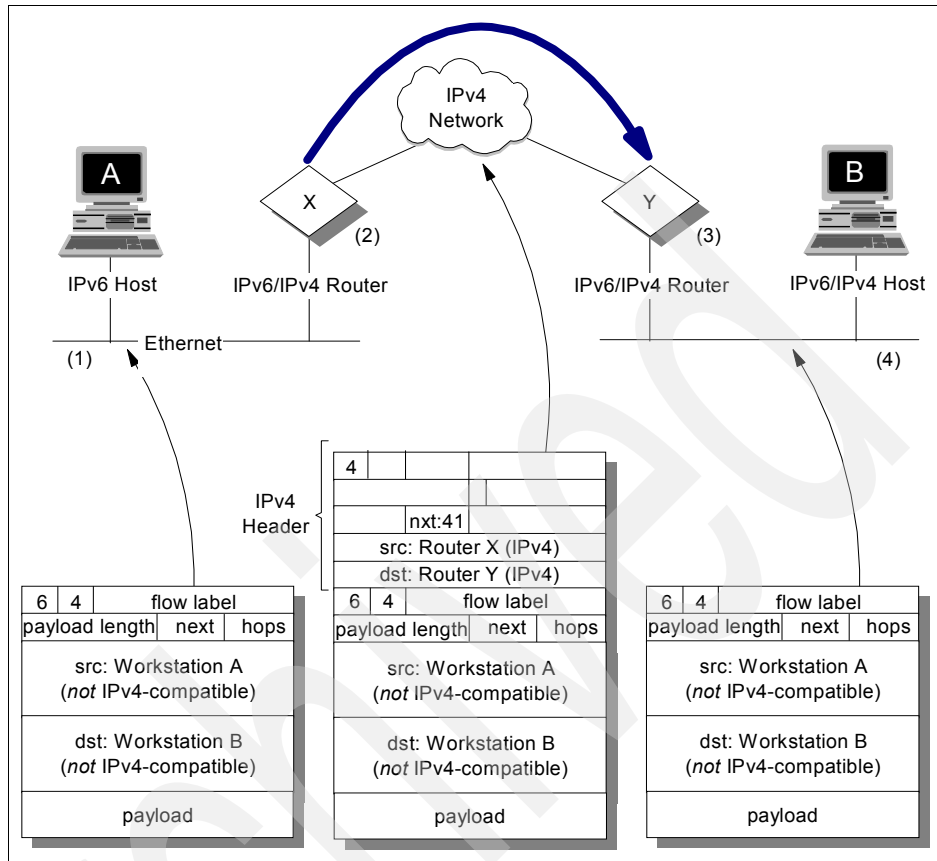 IPv4
Network
A
B
X
Y
(2)
(3)
IPv6 Host
IPv6/IPv4 Router
IPv6/IPv4 Router
IPv6/IPv4 Host
(1)
Ethernet
(4)
IPv4
Header
4
nxt:41
src: Router X (IPv4)
dst: Router Y (IPv4)
6 4 flow label
payload length next hops
src: Workstation A
(not IPv4-compatible)
dst: Workstation B
(not IPv4-compatible)
payload
6 4 flow label
payload length next hops
src: Workstation A
(not IPv4-compatible)
dst: Workstation B
(not IPv4-compatible)
payload
6 4 flow label
payload length next hops
src: Workstation A
(not IPv4-compatible)
dst: Workstation B
(not IPv4-compatible)
payload